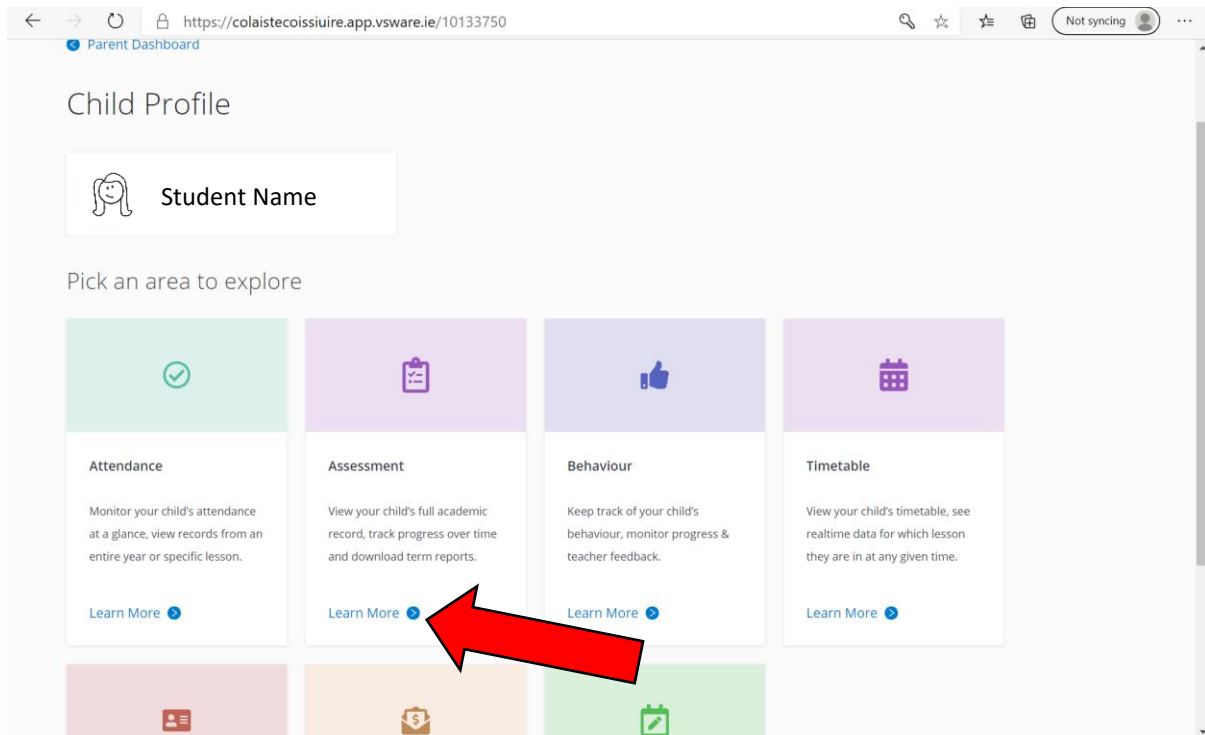 https://colaistecoissiuire.app.vsware.ie/10133750
Not syncing
Parent Dashboard
Child Profile
Student Name
Pick an area to explore
Attendance
Monitor your child's attendance
at a glance, view records from an
entire year or specific lesson.
Learn More
Assessment
View your child's full academic
record, track progress over time
and download term reports.
Learn More
Behaviour
Keep track of your child's
behaviour, monitor progress &
teacher feedback.
Learn More
Timetable
View your child's timetable, see
realtime data for which lesson
they are in at any given time.
Learn More